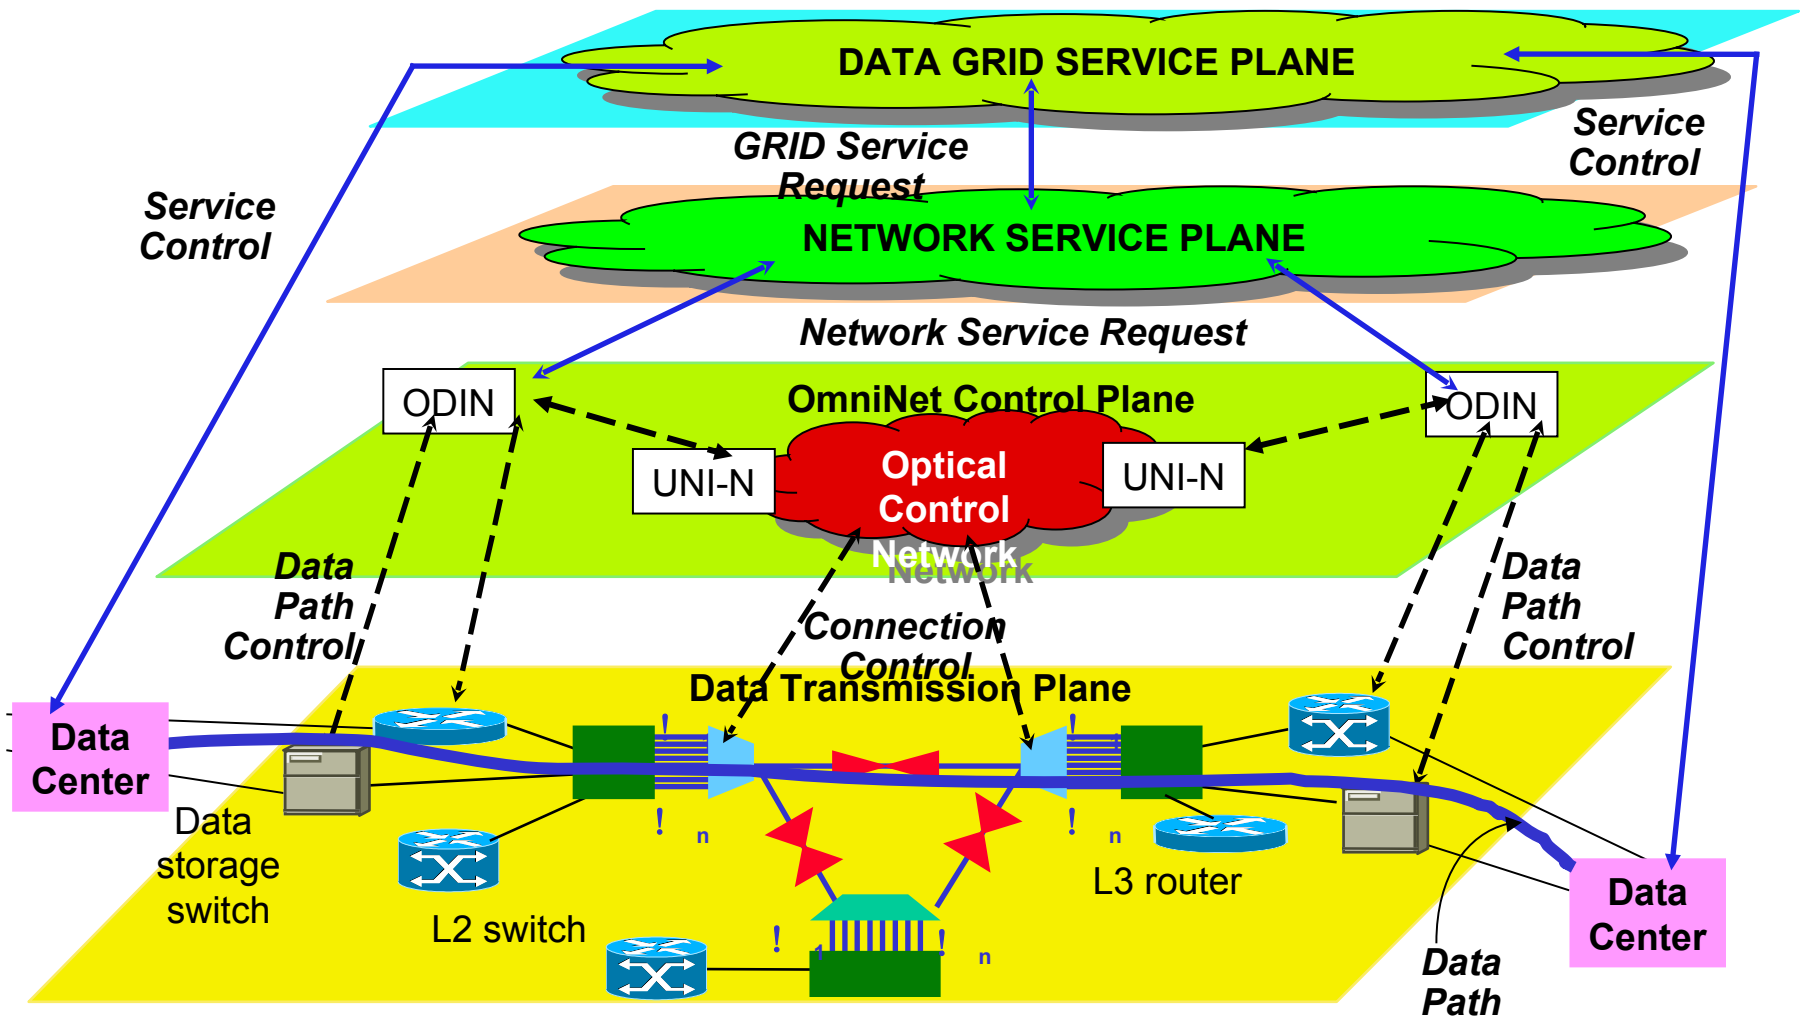 DATA GRID SERVICE PLANE
Service
Control
GRID Service
Request
Service
Control
NETWORK SERVICE PLANE
Network Service Request
ODIN
OmniNet Control Plane
ODIN
UNI-N
Optical
Control
Network
UNI-N
Data
Path
Control
Connection
Control
Data
Path
Control
Data Transmission Plane
Data
Center
!
!
!
n
!
n
Data
storage
switch
L2 switch
L3 router
!
1
!
n
Data
Center
Data
Path